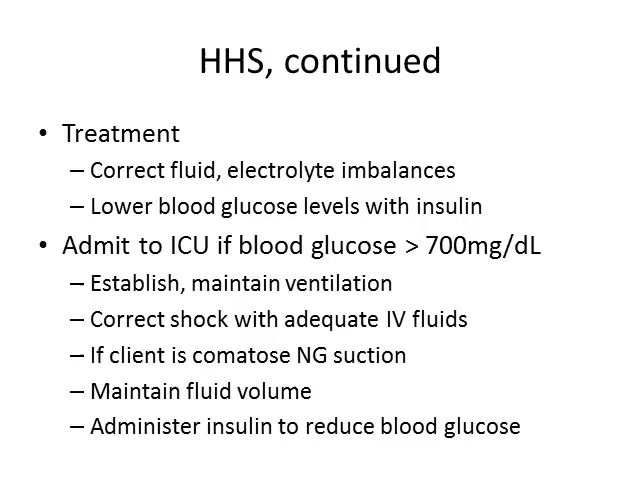 HHS, continued
• Treatment
– Correct fluid, electrolyte imbalances
– Lower blood glucose levels with insulin
• Admit to ICU if blood glucose > 700mg/dL
– Establish, maintain ventilation
– Correct shock with adequate IV fluids
– If client is comatose NG suction
– Maintain fluid volume
– Administer insulin to reduce blood glucose